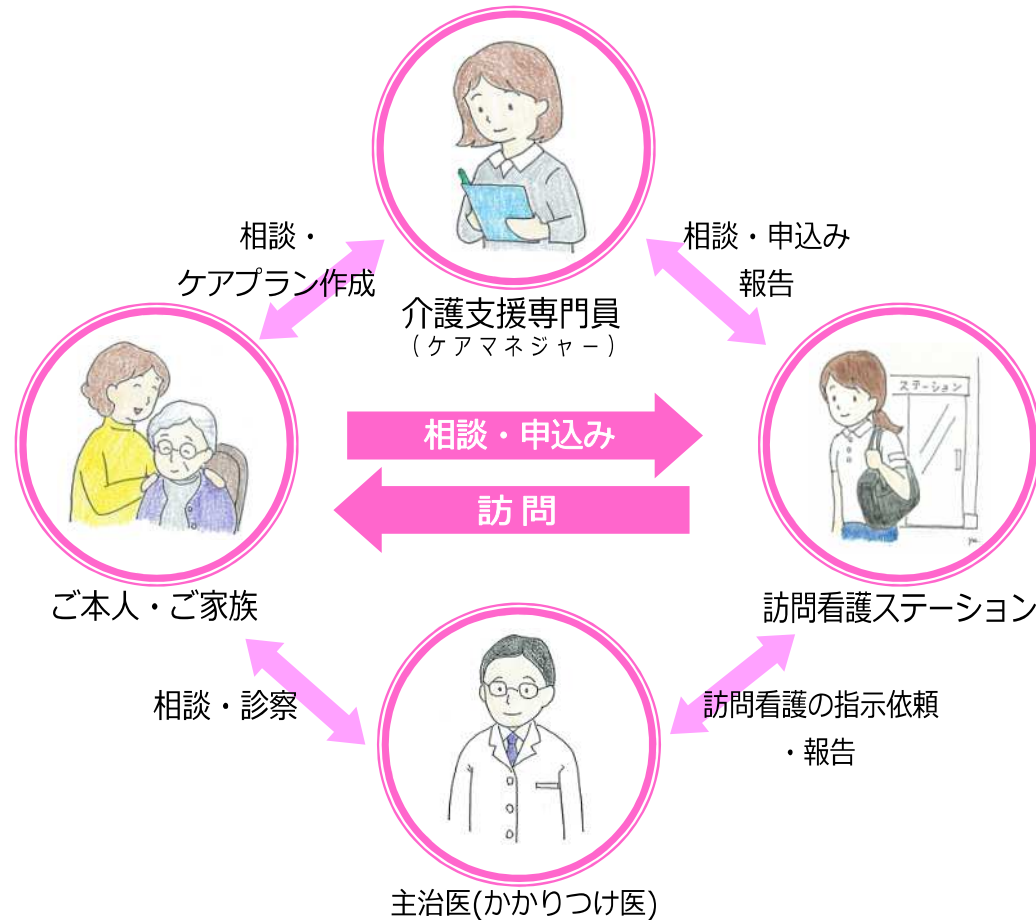 相談・
ケアプラン作成
相談・申込み
報告
介護支援専門員
(ケアマネジャー)
ステーション
相談・申込み
訪問
ご本人・ご家族
訪問看護ステーション
相談・診察
訪問看護の指示依頼
・報告
主治医(かかりつけ医)